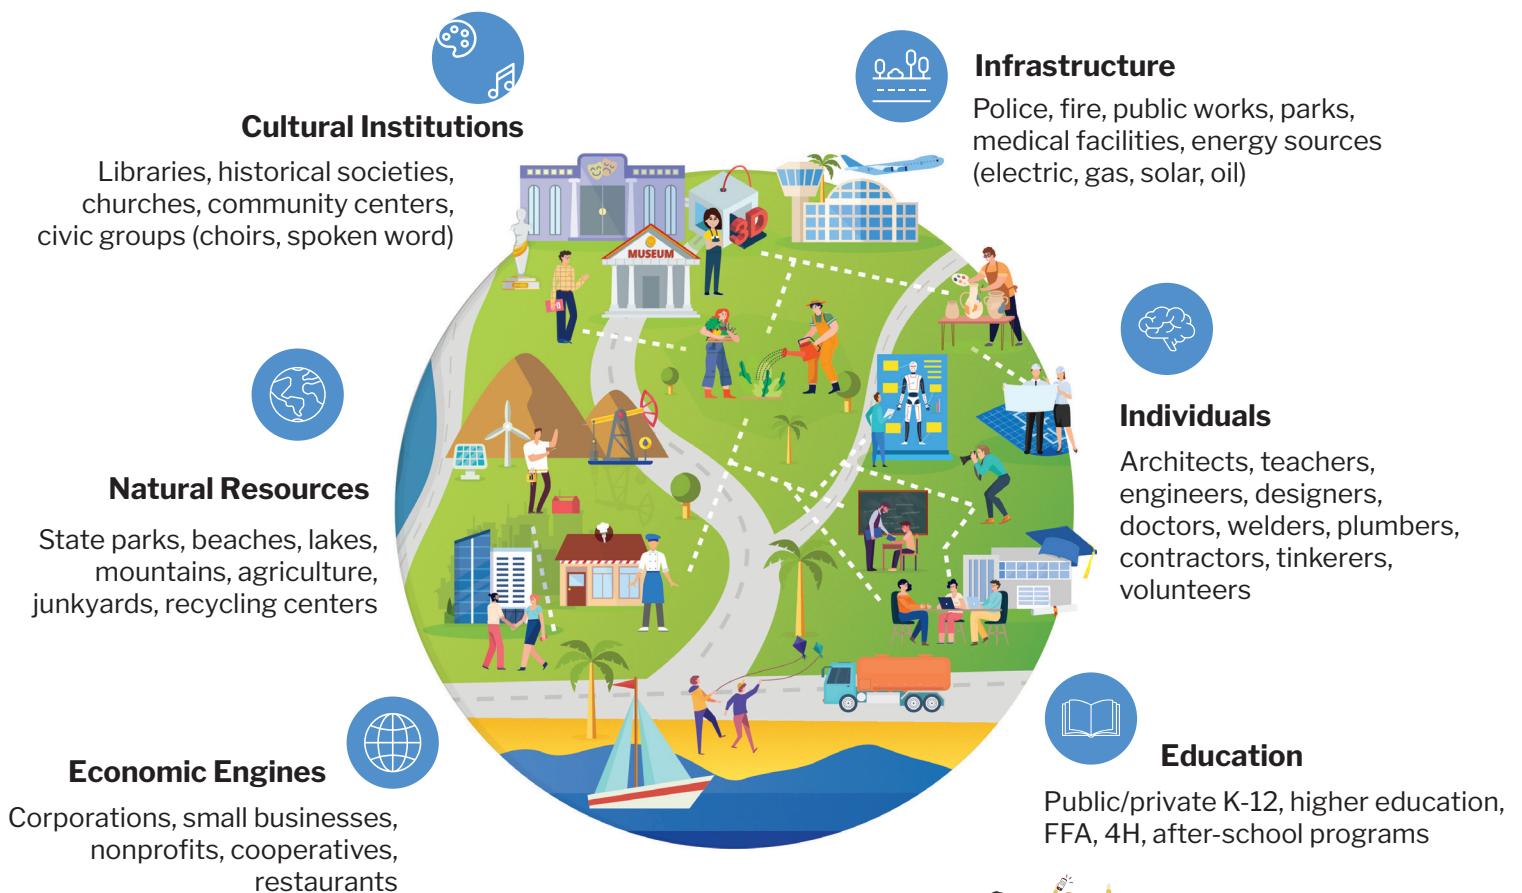 Cultural Institutions
Libraries, historical societies,
churches, community centers,
civic groups (choirs, spoken word)
Infrastructure
Police, fire, public works, parks,
medical facilities, energy sources
(electric, gas, solar, oil)
MUSEUM
3D
Individuals
Architects, teachers,
engineers, designers,
doctors, welders, plumbers,
contractors, tinkerers,
volunteers
Natural Resources
State parks, beaches, lakes,
mountains, agriculture,
junkyards, recycling centers
Economic Engines
Corporations, small businesses,
nonprofits, cooperatives,
restaurants
Education
Public/private K-12, higher education,
FFA, 4H, after-school programs